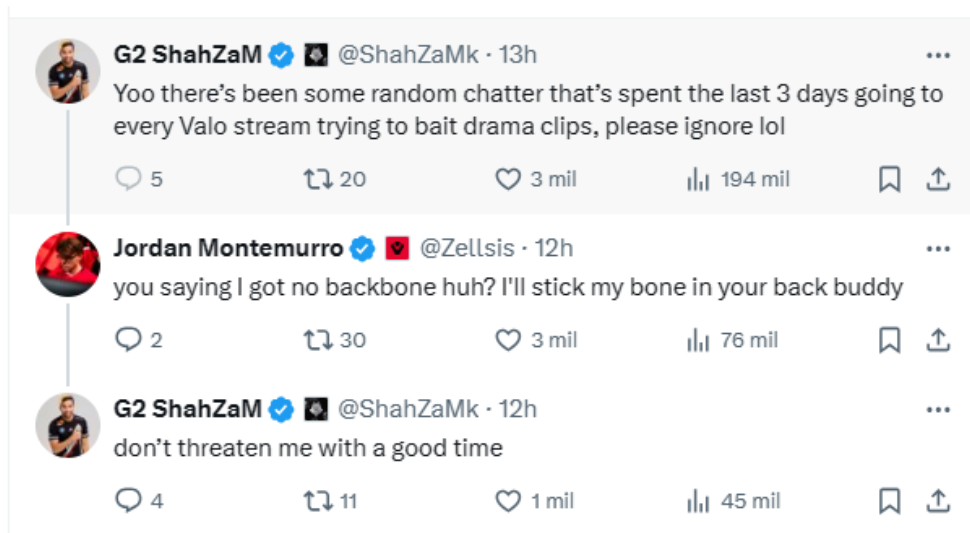 G2 ShahZaM @ShahZaMk · 13h
Yoo there’s been some random chatter that’s spent the last 3 days going to
every Valo stream trying to bait drama clips, please ignore lol
5 20 3 mil 194 mil
Jordan Montemurro @Zellsis · 12h
you saying I got no backbone huh? I'll stick my bone in your back buddy
2 30 3 mil 76 mil
G2 ShahZaM @ShahZaMk · 12h
don’t threaten me with a good time
4 11 1 mil 45 mil